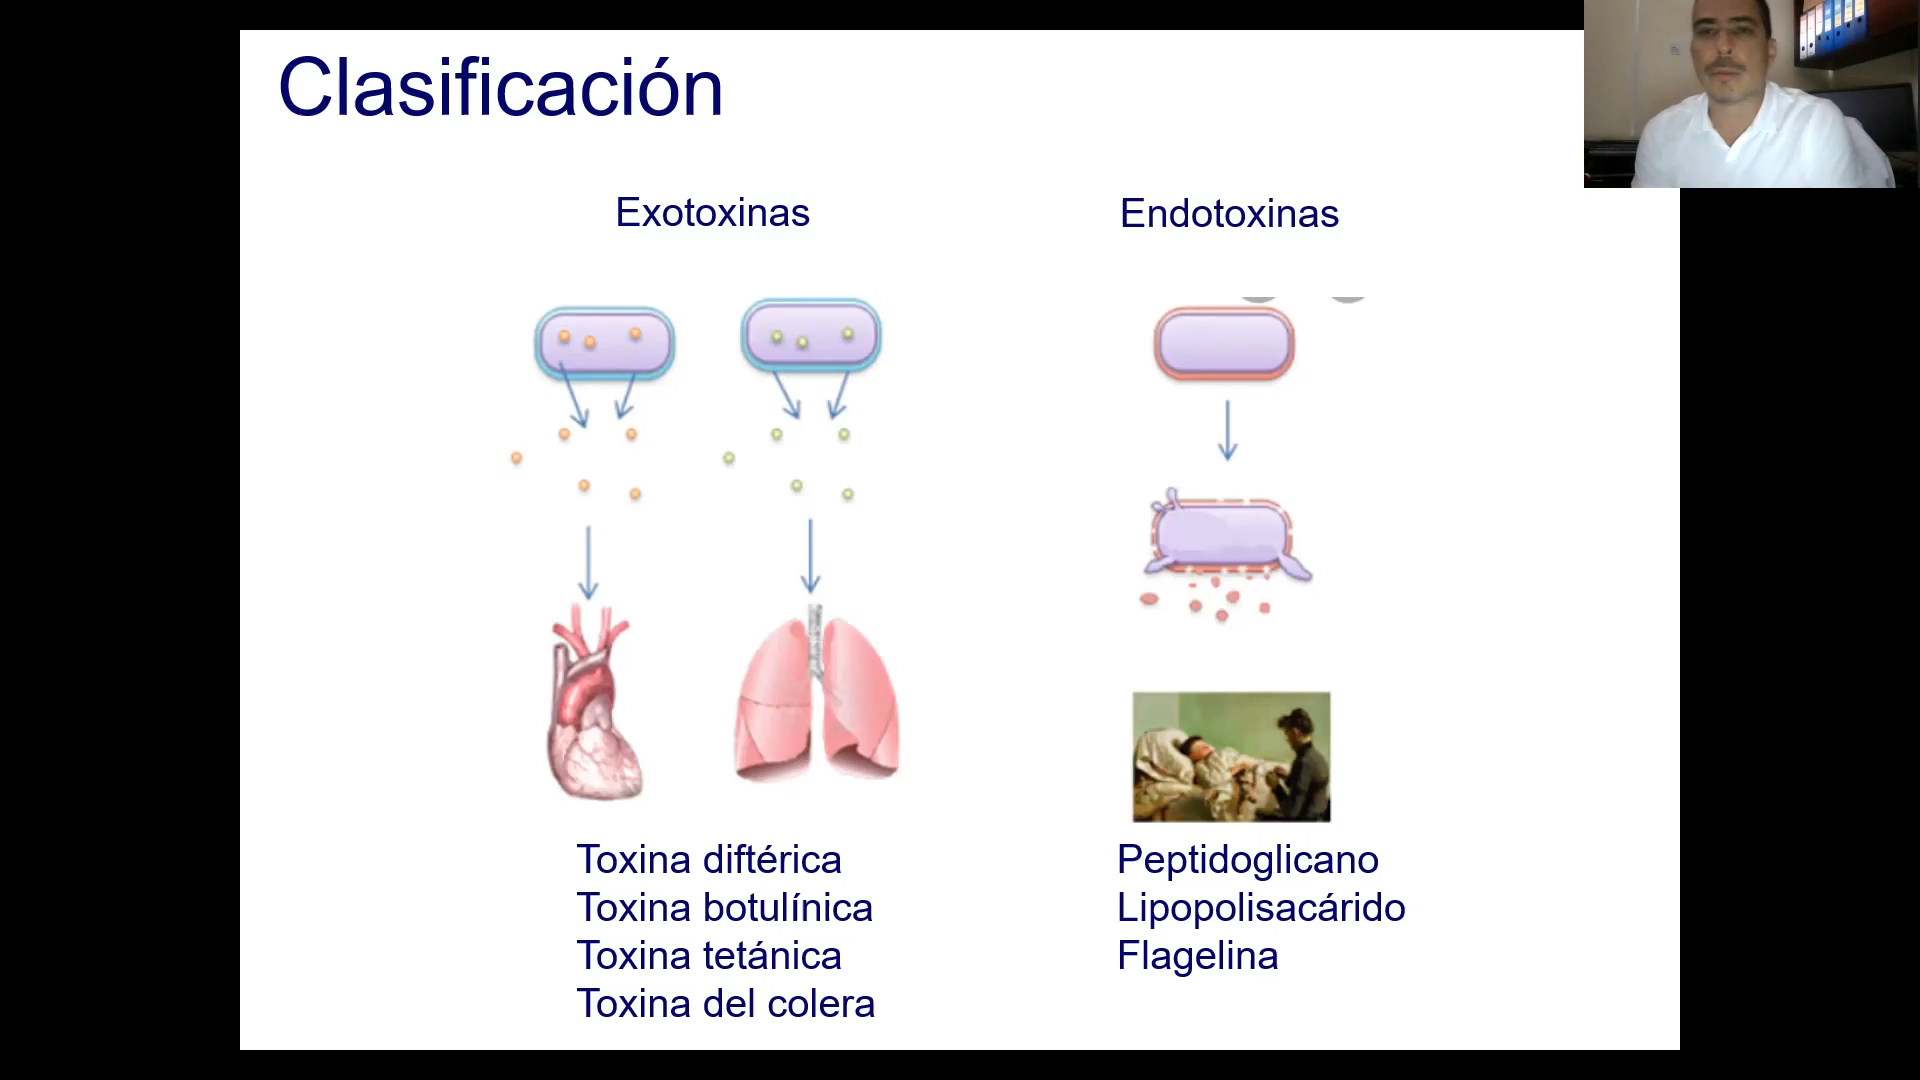 Clasificación
Exotoxinas
Endotoxinas
Toxina diftérica
Toxina botulínica
Toxina tetánica
Toxina del colera
Peptidoglicano
Lipopolisacárido
Flagelina